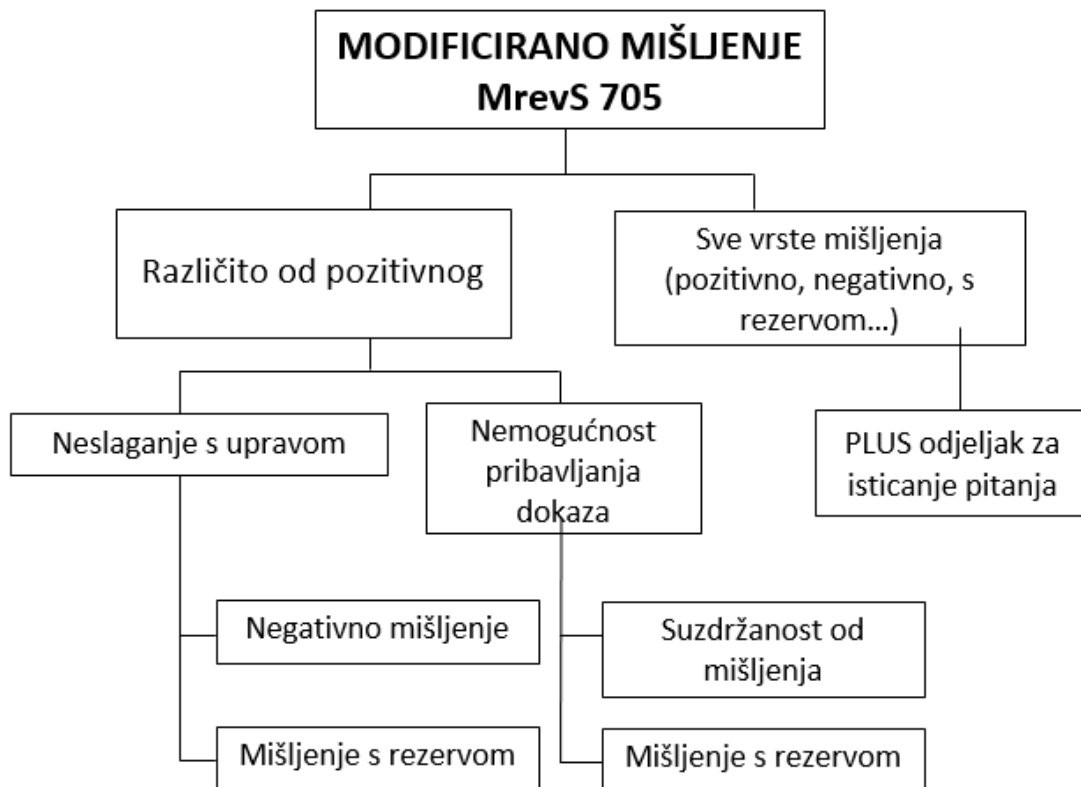 MODIFICIRANO MIŠLJENJE
MrevS 705
Različito od pozitivnog
Sve vrste mišljenja
(pozitivno, negativno, s
rezervom...)
Neslaganje s upravom
Nemogućnost
pribavljanja
dokaza
PLUS odjeljak za
isticanje pitanja
Negativno mišljenje
Suzdržanost od
mišljenja
Mišljenje s rezervom
Mišljenje s rezervom